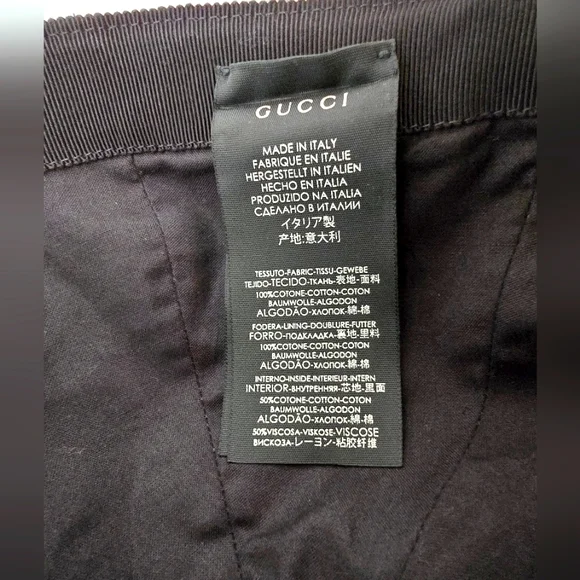 GUCCI
MADE IN ITALY
FABRIQUE EN ITALIE
HERGESTELLT IN ITALIEN
HECHO EN ITALIA
PRODUZIDO NA ITALIA
СДЕЛАНО В ИТАЛИИ
イタリア製
产地:意大利
TESSUTO-FABRIC-TISSU-GEWEBE
TEJIDO-TECIDO-ТКАНЬ-表地-面料
100%COTONE-COTTON-COTON
BAUMWOLLE-ALGODON
ALGODÃO-ХЛОПОК-綿-棉
FODERA-LINING-DOUBLURE-FUTTER
FORRO-ПОДКЛАДКА-裏地-里料
100%COTONE-COTTON-COTON
BAUMWOLLE-ALGODON
ALGODÃO-ХЛОПОК-綿-棉
INTERNO-INSIDE-INTERIEUR-INTERN
INTERIOR-ВНУТРЕННЯЯ-芯地-里面
50%COTONE-COTTON-COTON
BAUMWOLLE-ALGODON
ALGODÃO-ХЛОПОК-綿-棉
50%VISCOSA-VISCOSE-VISCOSE
ВИСКОЗА-レーヨン-粘胶纤维